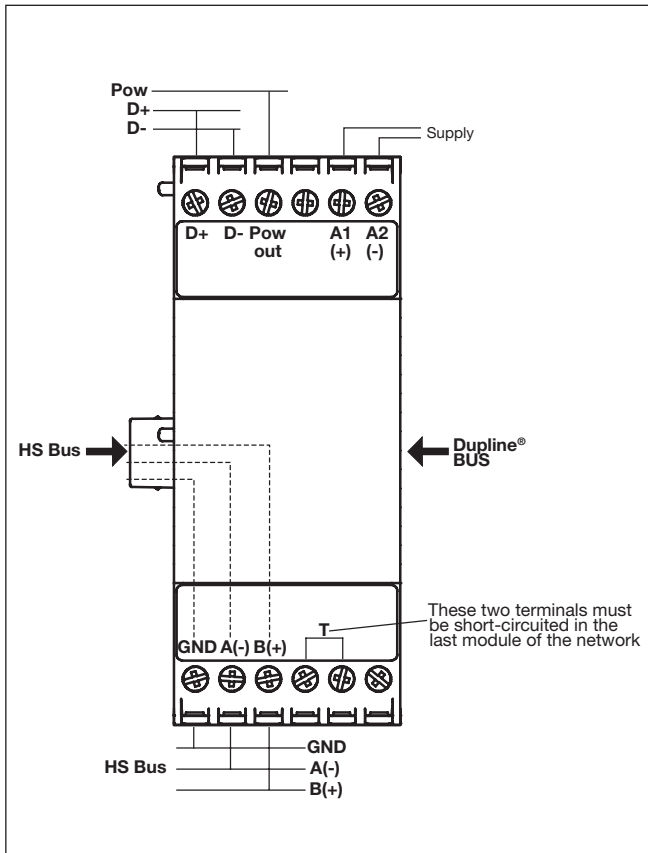 Pow
D+
D-
Supply
D+ D- Pow out A1 (+) A2 (-)
HS Bus
Dupline®
BUS
T
These two terminals must
be short-circuited in the
last module of the network
GND A(-) B(+)
HS Bus
GND
A(-)
B(+)